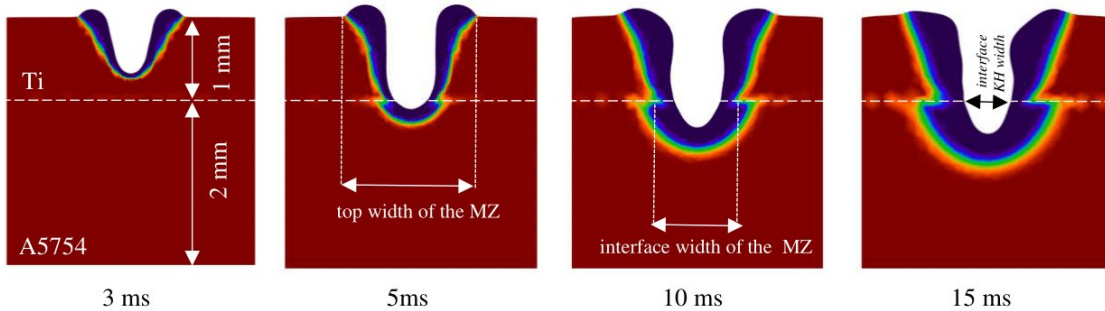 Ti
1 mm
2 mm
A5754
top width of the MZ
interface width of the MZ
interface
KH width
3 ms
5ms
10 ms
15 ms